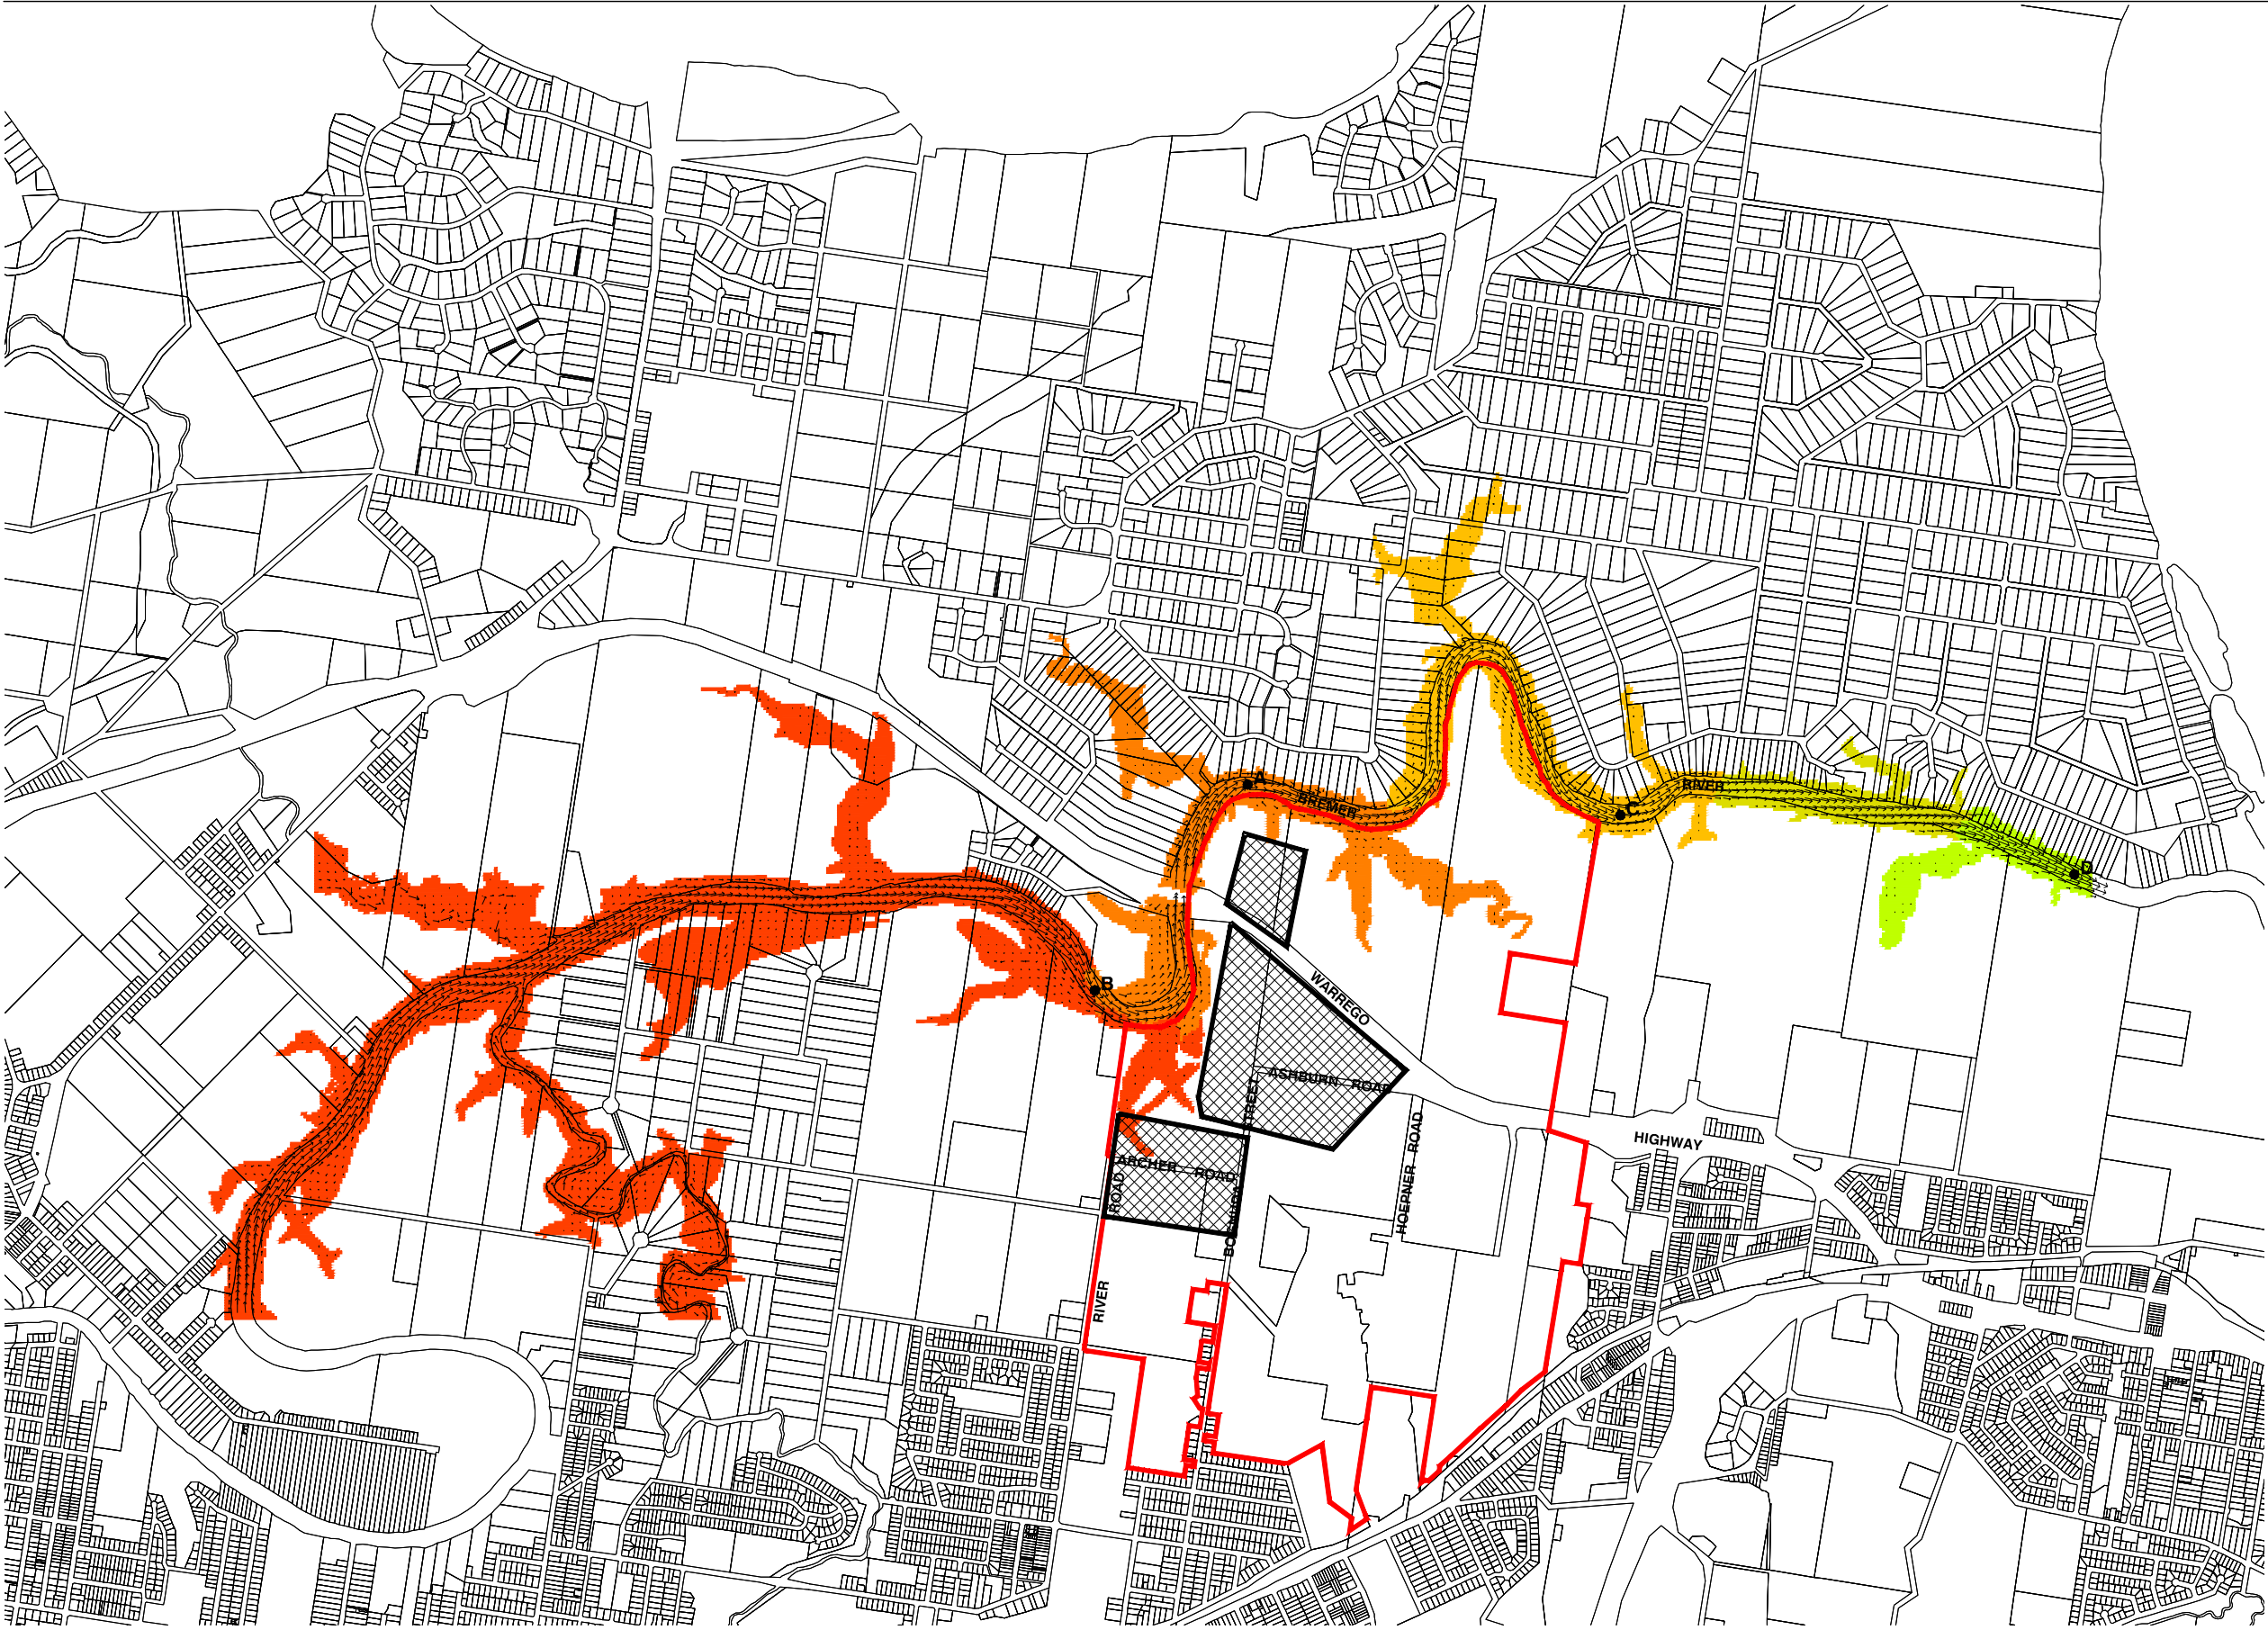 A
BREMER
RIVER
C
D
B
WARREGO
ASHBURN ROAD
STREET
HOEPNER ROAD
HIGHWAY
ARCHER ROAD
ROAD
RIVER